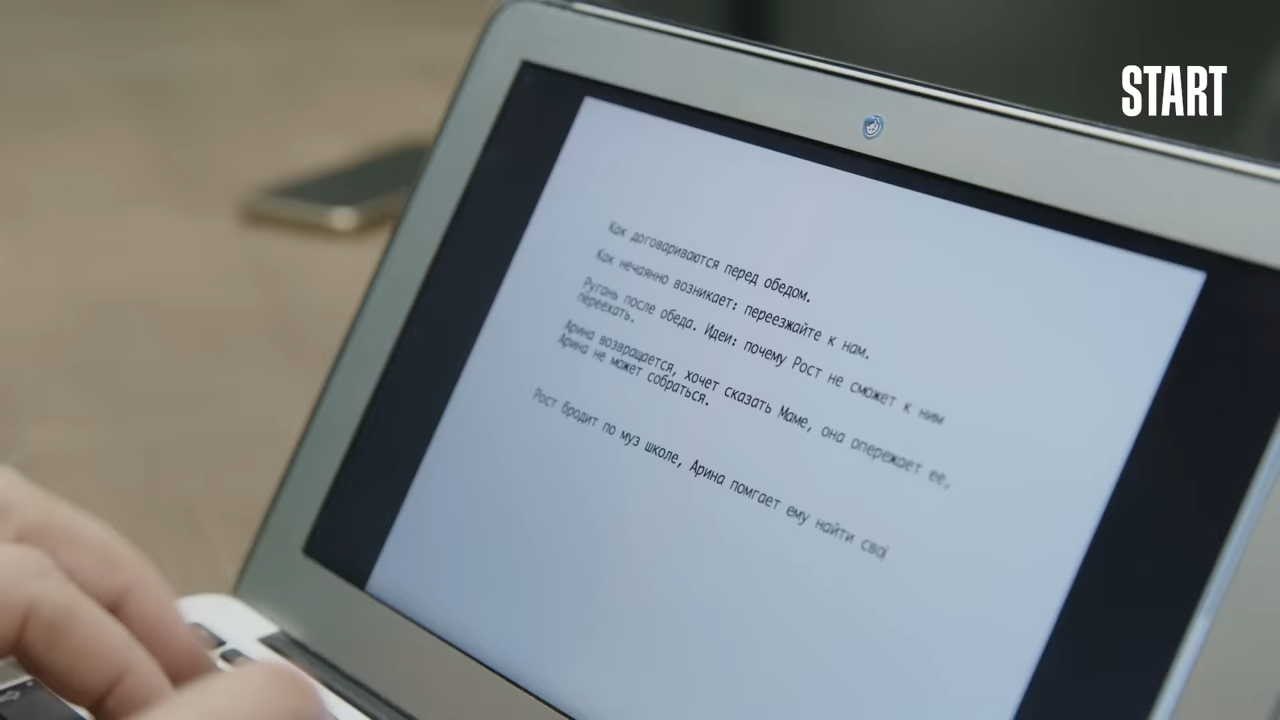 START
Как договариваются перед обедом.
Как нечаянно возникает: переезжайте к нам.
Ругань после обеда. Идеи: почему Рост не сможет к ним
переехать.
Арина возвращается, хочет сказать Маме, она опережает ее,
Арина не может собраться.
Рост бродит по муз школе, Арина помгает ему найти сво